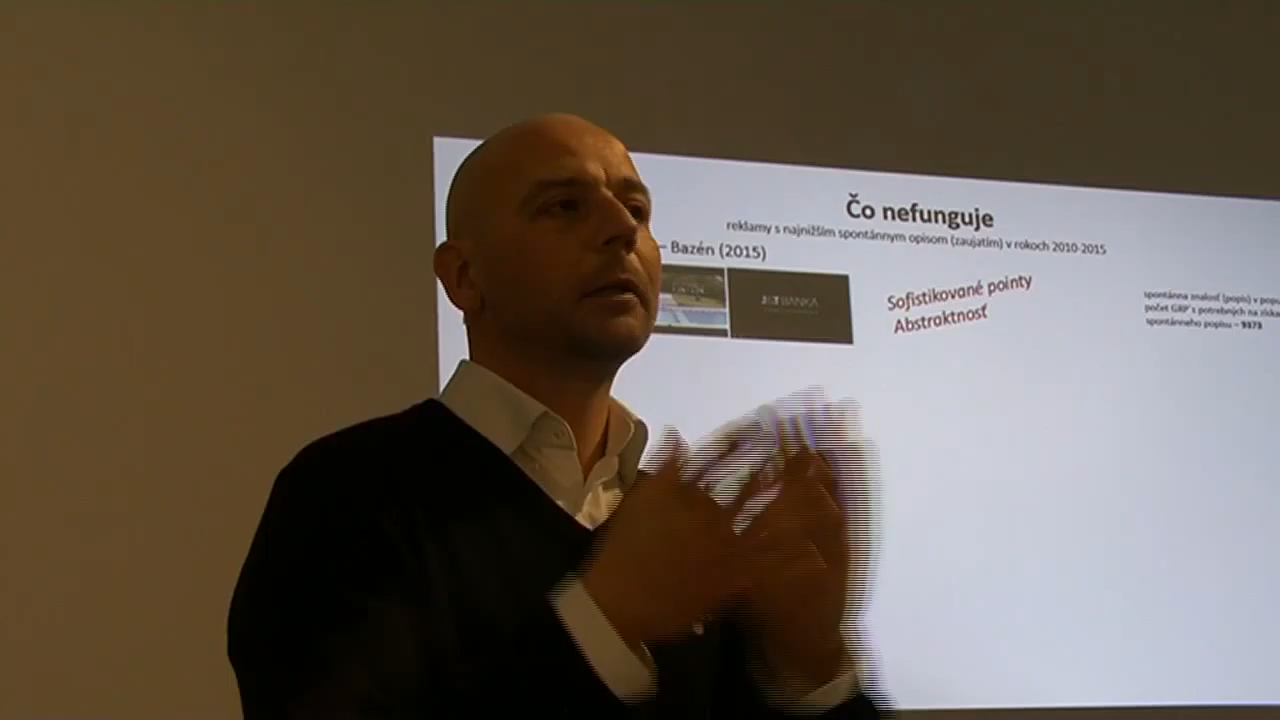 Čo nefunguje
reklamy s najnižším spontánnym opisom (zaujatím) v rokoch 2010-2015
– Bazén (2015)
J&T BANKA
Sofistikované pointy
Abstraktnosť
spontánna znalosť (popis) v
počet GRP´s potrebných na
spontánneho popisu – 9373